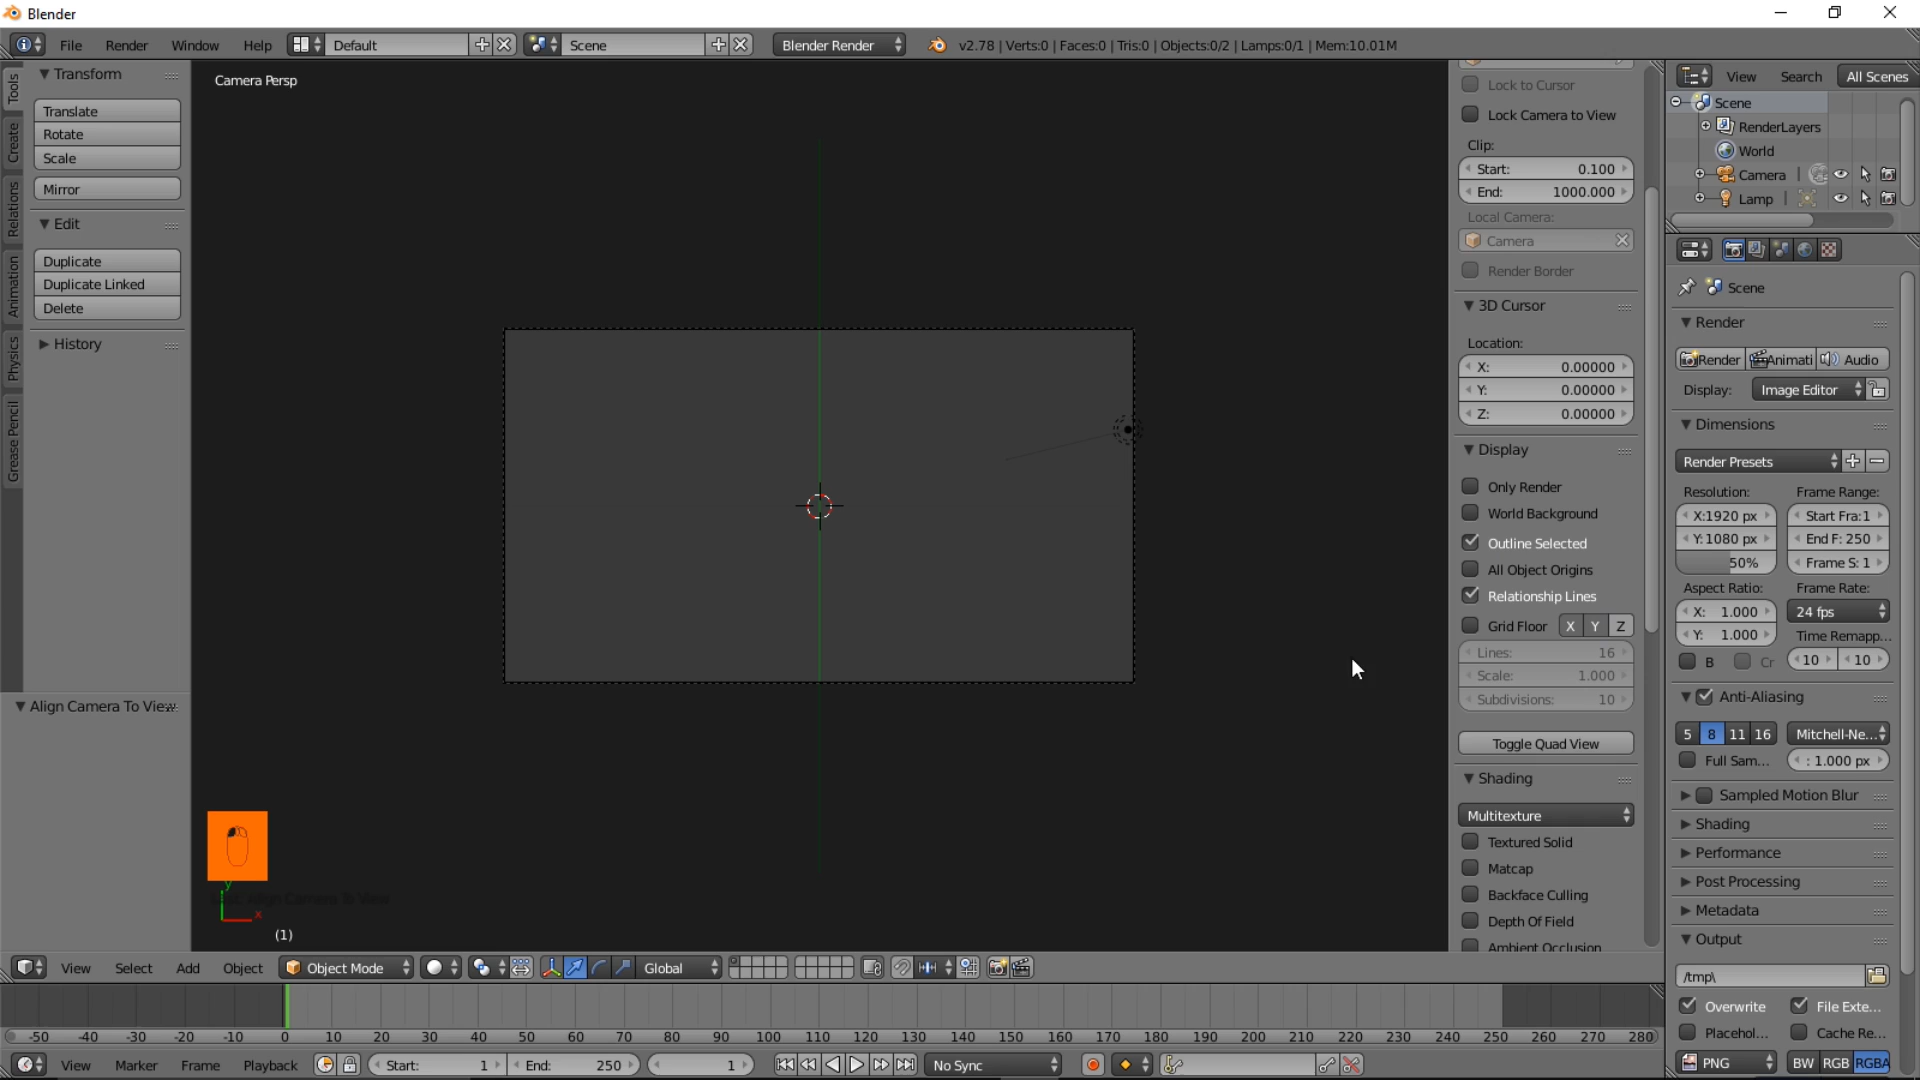 Blender
File Render Window Help Default Scene Blender Render v2.78 | Verts:0 | Faces:0 | Tris:0 | Objects:0/2 | Lamps:0/1 | Mem:10.01M
Tools
Create
Relations
Animation
Physics
Grease Pencil
Transform
Translate
Rotate
Scale
Mirror
Edit
Duplicate
Duplicate Linked
Delete
History
Align Camera To View
Camera Persp
y
x
(1)
Lock to Cursor
Lock Camera to View
Clip:
Start: 0.100
End: 1000.000
Local Camera:
Camera
Render Border
3D Cursor
Location:
X: 0.00000
Y: 0.00000
Z: 0.00000
Display
Only Render
World Background
Outline Selected
All Object Origins
Relationship Lines
Grid Floor X Y Z
Lines: 16
Scale: 1.000
Subdivisions: 10
Toggle Quad View
Shading
Multitexture
Textured Solid
Matcap
Backface Culling
Depth Of Field
Ambient Occlusion
View Search All Scenes
Scene
RenderLayers
World
Camera
Lamp
Scene
Render
Render Animati Audio
Display: Image Editor
Dimensions
Render Presets
Resolution: Frame Range:
X:1920 px Start Fra:1
Y:1080 px End F: 250
50% Frame S: 1
Aspect Ratio: Frame Rate:
X: 1.000 24 fps
Y: 1.000 Time Remapp...
B Cr 10 10
Anti-Aliasing
5 8 11 16 Mitchell-Ne...
Full Sam... : 1.000 px
Sampled Motion Blur
Shading
Performance
Post Processing
Metadata
Output
/tmp\
Overwrite File Exte...
Placehol... Cache Re...
PNG BW RGB RGBA
View Select Add Object Object Mode Global
-50 -40 -30 -20 -10 0 10 20 30 40 50 60 70 80 90 100 110 120 130 140 150 160 170 180 190 200 210 220 230 240 250 260 270 280
View Marker Frame Playback Start: 1 End: 250 1 No Sync